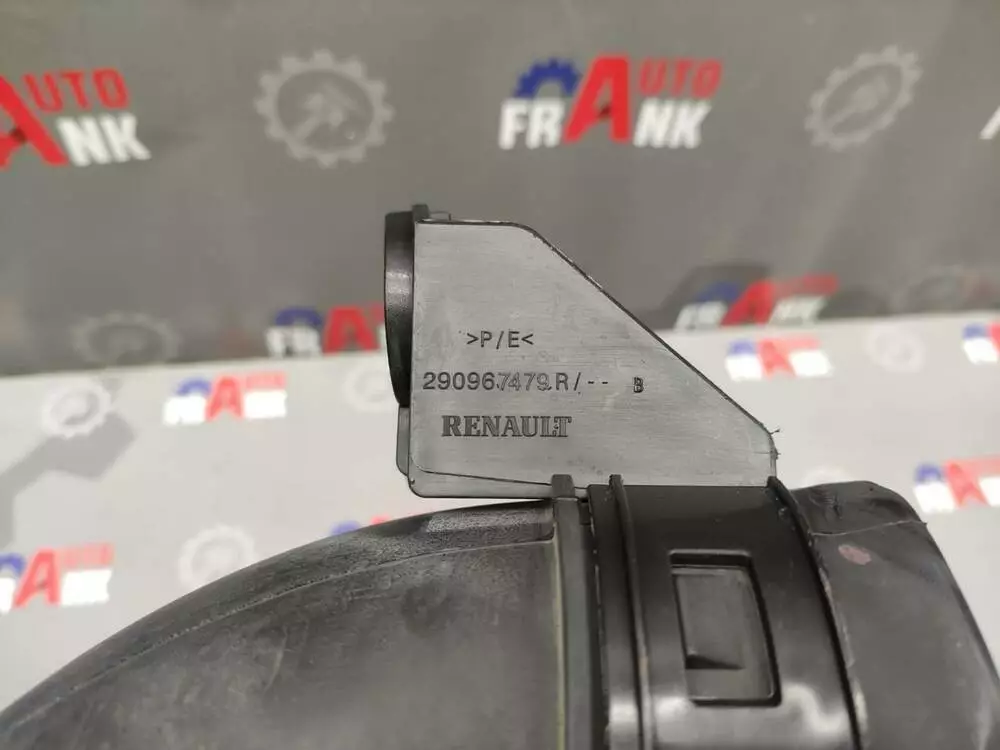 AUTO
FRANK
AUTO
FRANK
>P/E<
290967479R/-- B
RENAULT